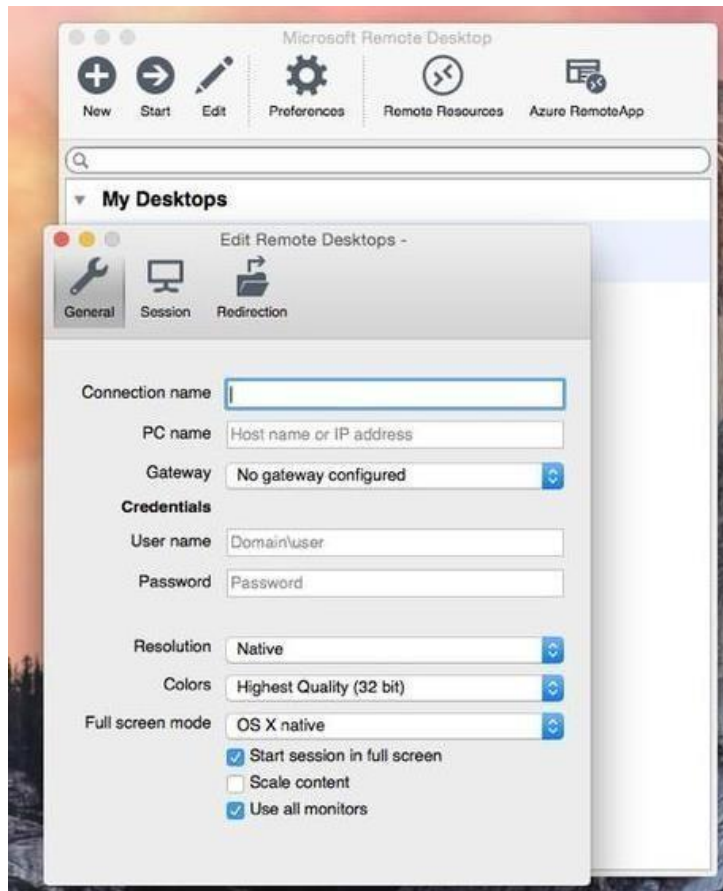 Microsoft Remote Desktop
New Start Edit Preferences Remote Resources Azure RemoteApp
My Desktops
Edit Remote Desktops -
General Session Redirection
Connection name
PC name Host name or IP address
Gateway No gateway configured
Credentials
User name Domain\user
Password Password
Resolution Native
Colors Highest Quality (32 bit)
Full screen mode OS X native
Start session in full screen
Scale content
Use all monitors